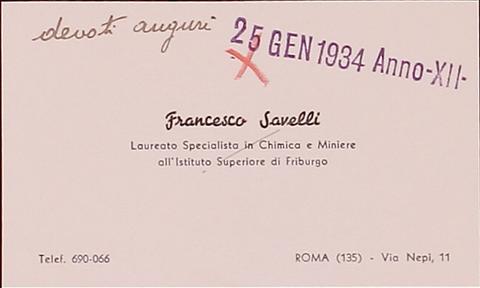 devoti auguri
25 GEN 1934 Anno-XII-
Francesco Savelli
Laureato Specialista in Chimica e Miniere
all'Istituto Superiore di Friburgo
Telef. 690-066
ROMA (135) - Via Nepi, 11